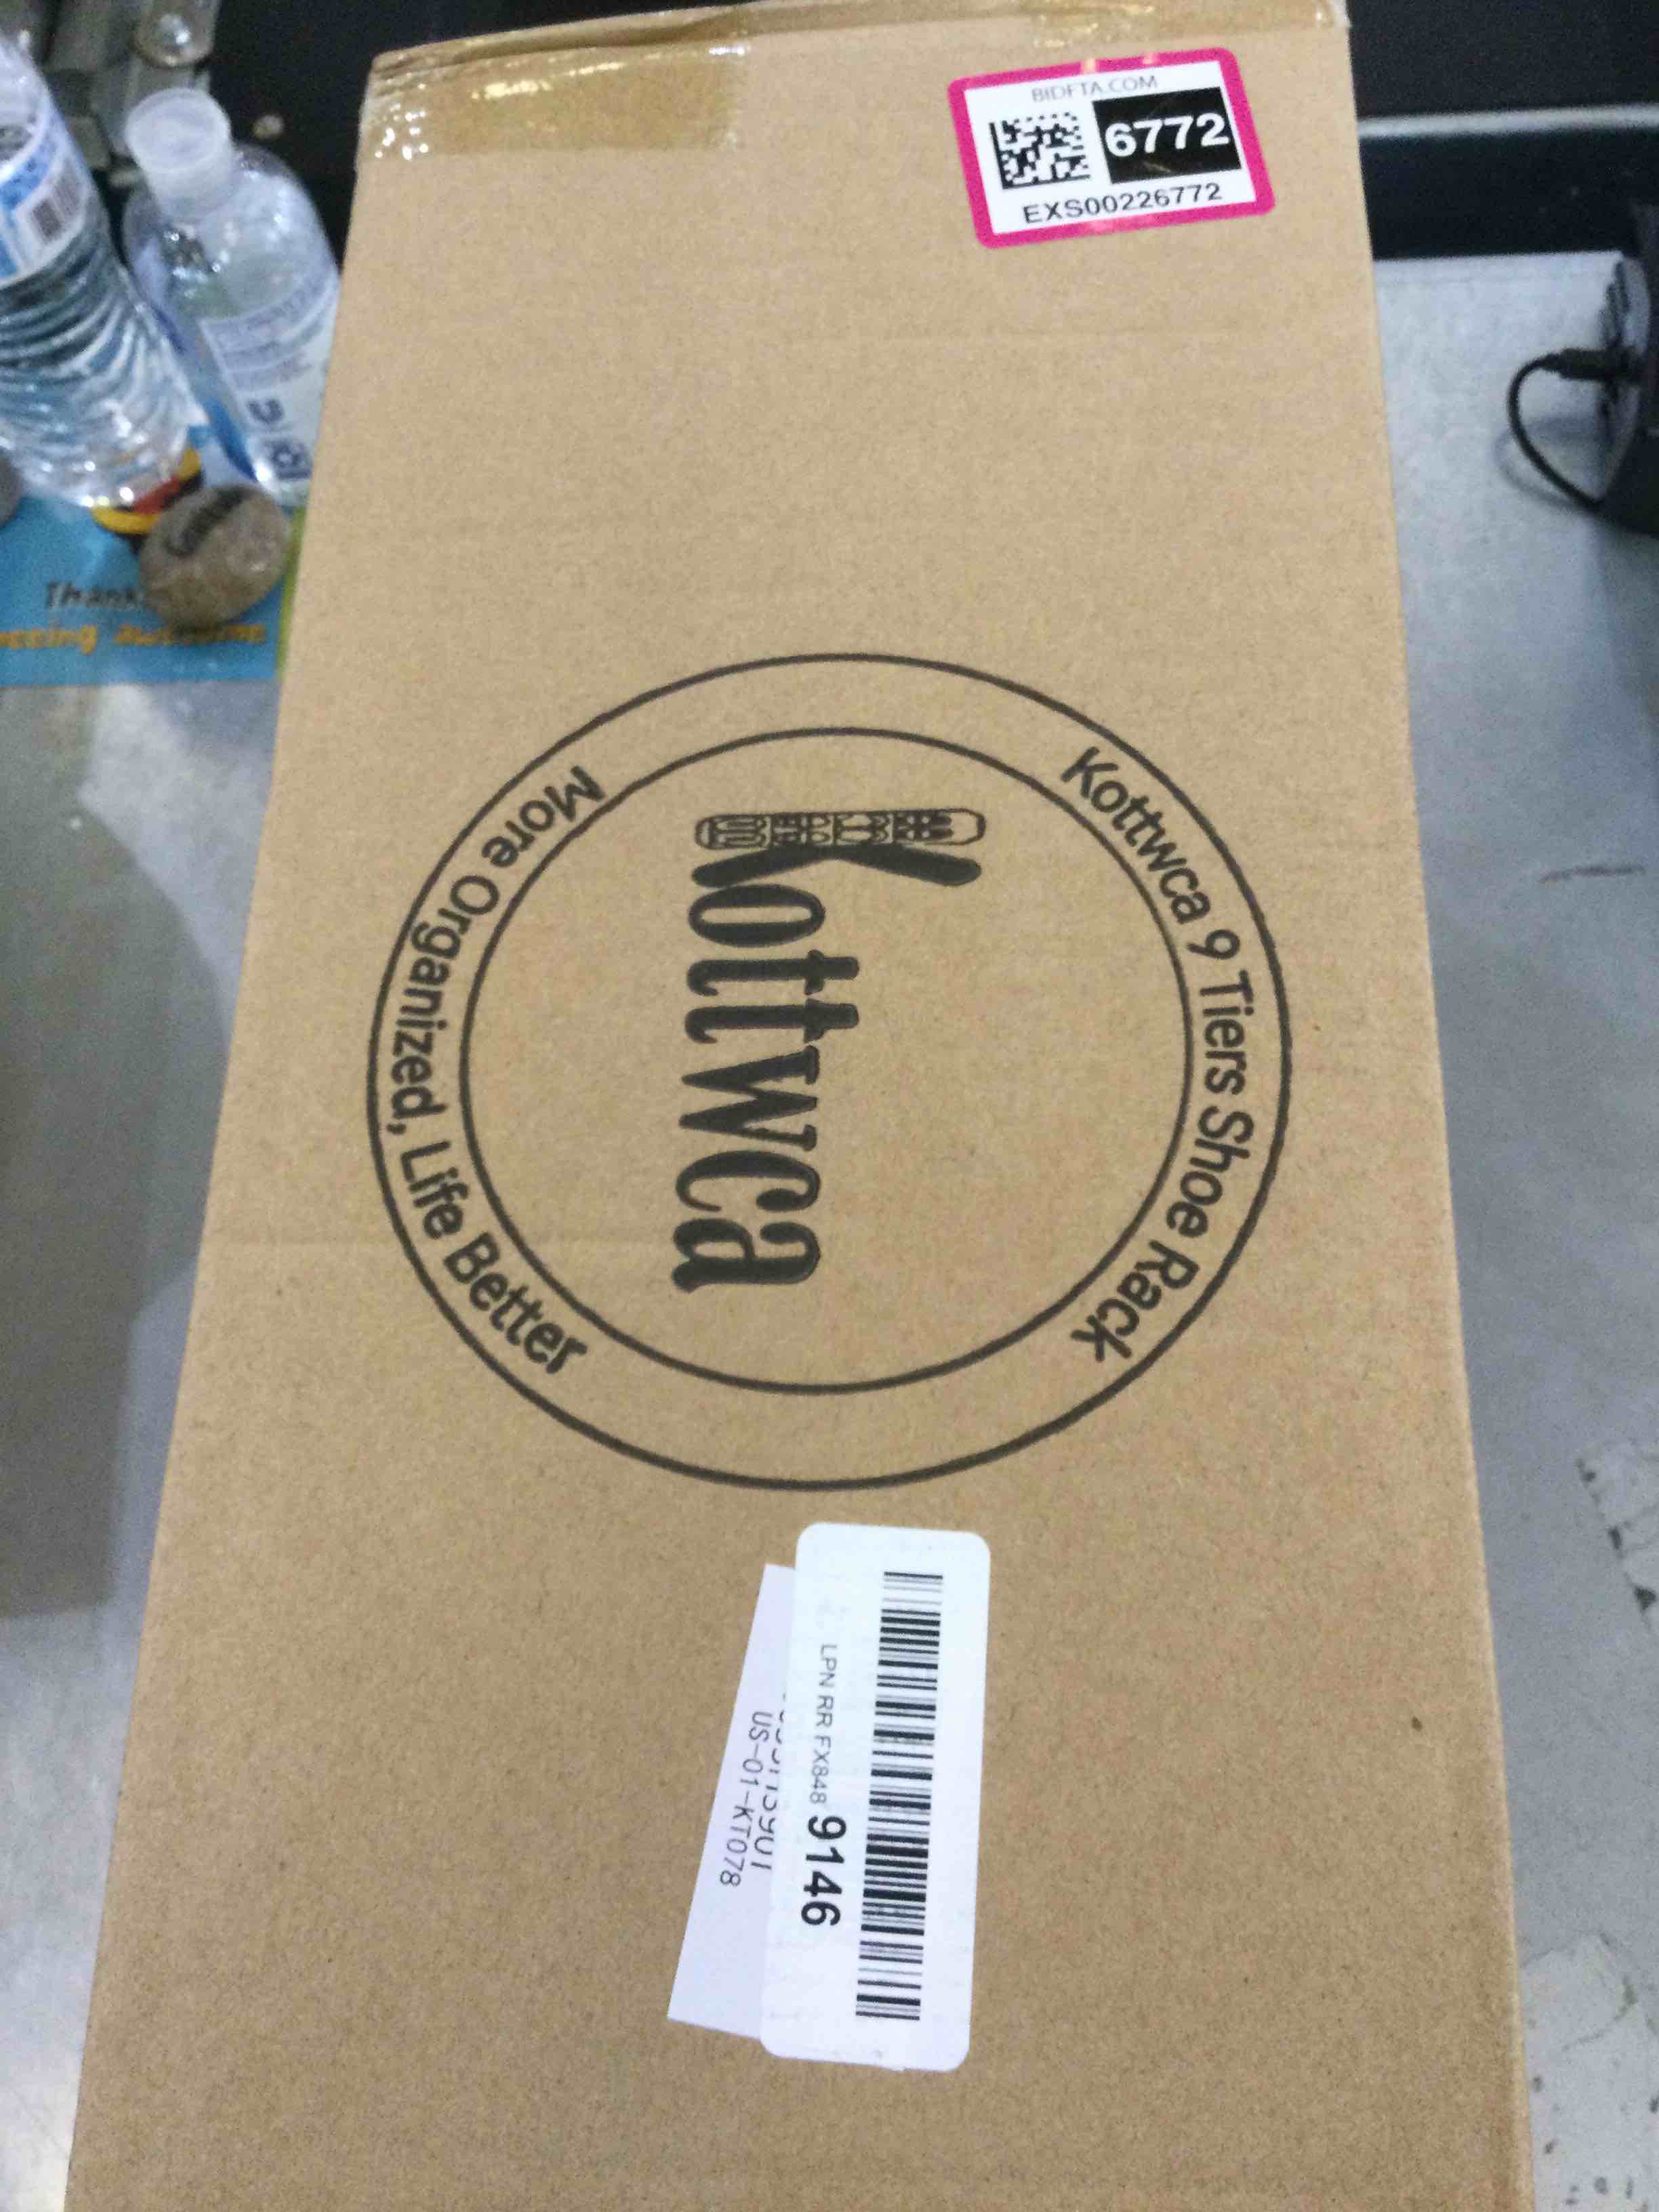 BIDFTA.COM
6772
EXS00226772
Kottwca 9 Tiers Shoe Rack
Kottwca
More Organized, Life Better
LPN RR FX848 9146
US-01-KT078
Thank